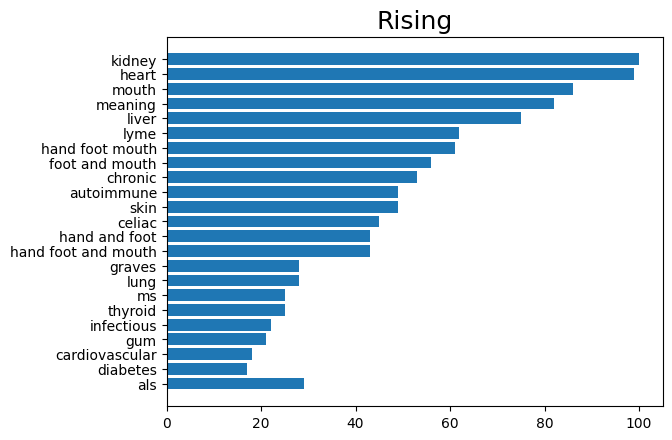 Rising
kidney
heart
mouth
meaning
liver
lyme
hand foot mouth
foot and mouth
chronic
autoimmune
skin
celiac
hand and foot
hand foot and mouth
graves
lung
ms
thyroid
infectious
gum
cardiovascular
diabetes
als
0 20 40 60 80 100